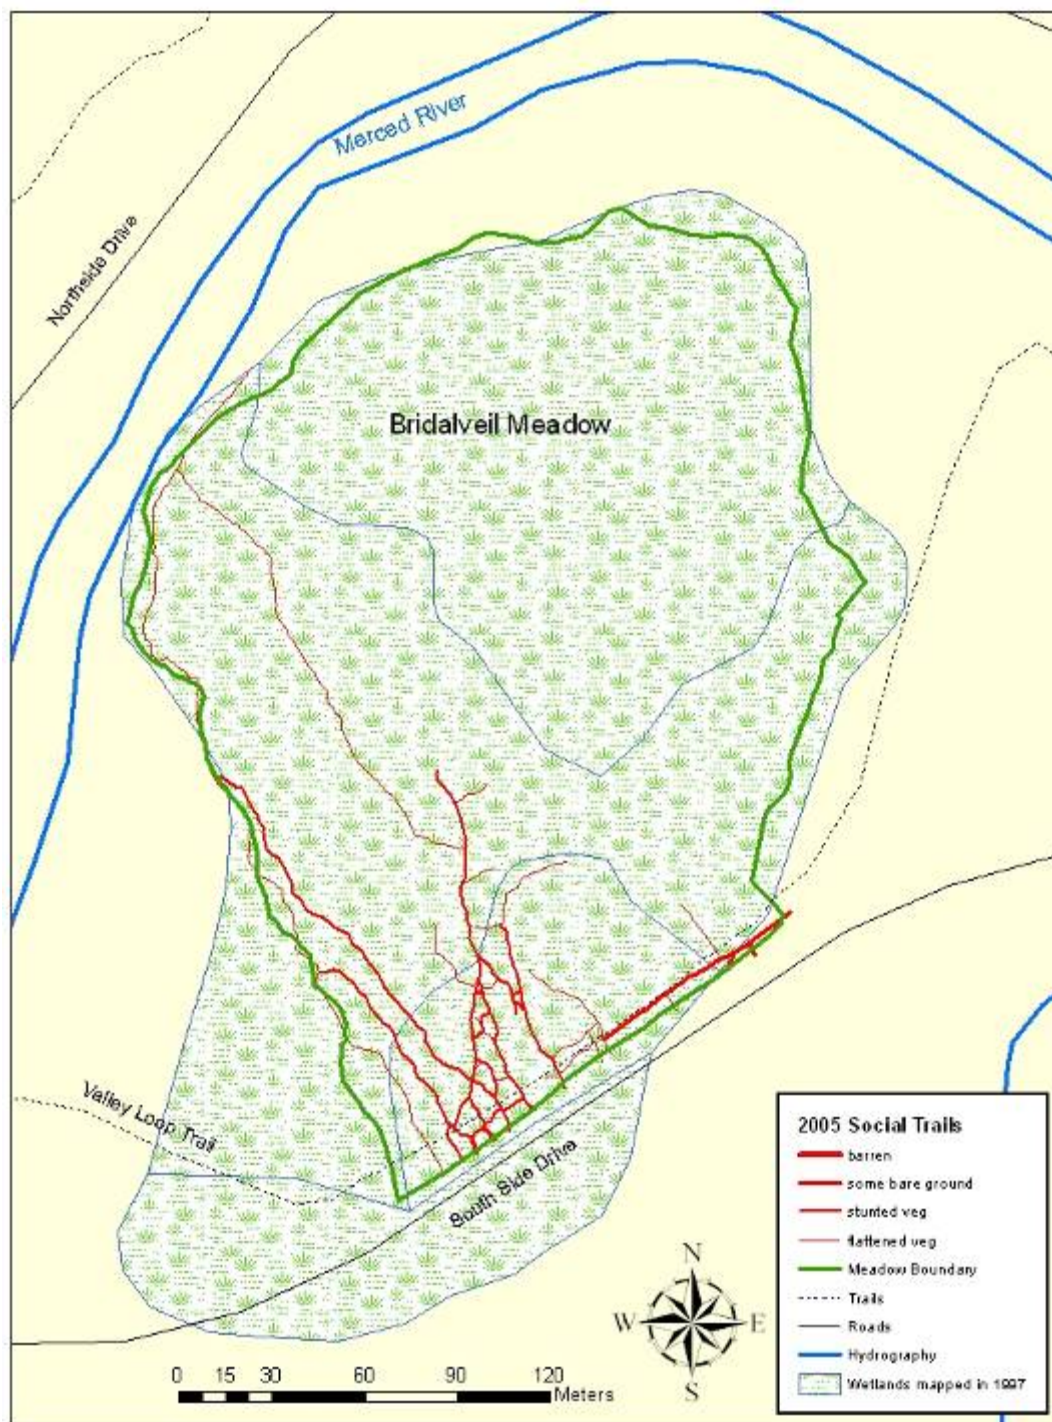 Merced River
Northside Drive
Bridalveil Meadow
Valley Loop Trail
South Side Drive
N
W
E
S
0 15 30 60 90 120
Meters
2005 Social Trails
barren
some bare ground
stunted veg
flattened veg
Meadow Boundary
Trails
Roads
Hydrography
Wetlands mapped in 1997